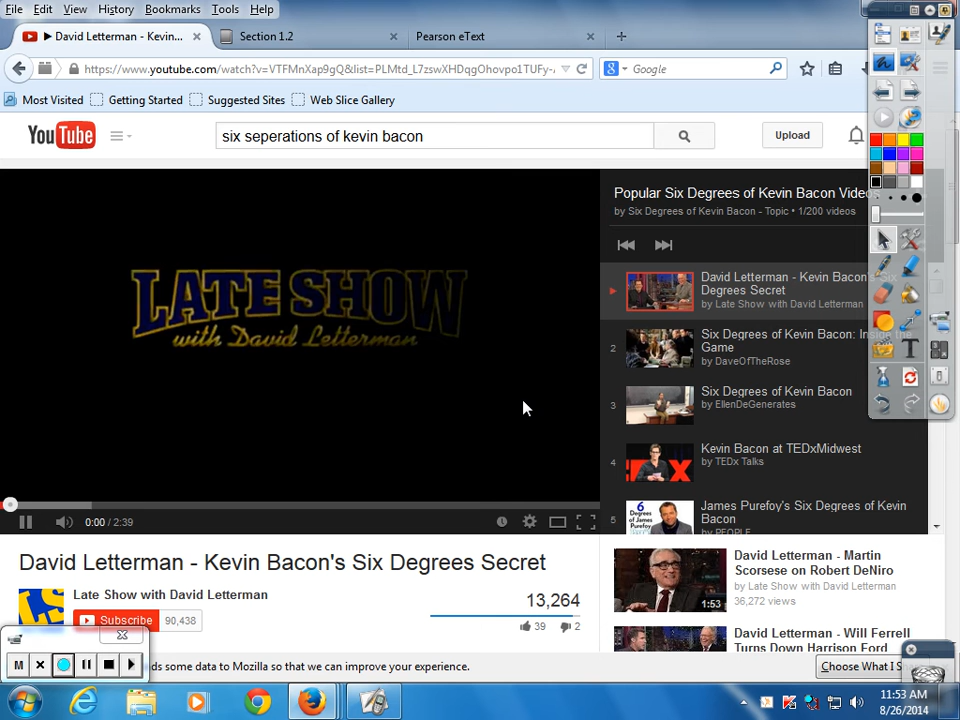 File Edit View History Bookmarks Tools Help
David Letterman - Kevin...
Section 1.2
Pearson eText
https://www.youtube.com/watch?v=VTFMnXap9gQ&list=PLMtd_L7zswXHDqgOhovpo1TUFy-
Google
Most Visited Getting Started Suggested Sites Web Slice Gallery
YouTube
six seperations of kevin bacon
Upload
LATE SHOW
with David Letterman
Popular Six Degrees of Kevin Bacon Videos
by Six Degrees of Kevin Bacon - Topic • 1/200 videos
David Letterman - Kevin Bacon's Six
Degrees Secret
by Late Show with David Letterman
2
Six Degrees of Kevin Bacon: Inside the
Game
by DaveOfTheRose
3
Six Degrees of Kevin Bacon
by EllenDeGenerates
4
Kevin Bacon at TEDxMidwest
by TEDx Talks
5
6
Degrees
of James
Purefoy
James Purefoy's Six Degrees of Kevin
Bacon
by PEOPLE
0:00 / 2:39
David Letterman - Kevin Bacon's Six Degrees Secret
Late Show with David Letterman
Subscribe 90,438
13,264
39 2
1:53
David Letterman - Martin
Scorsese on Robert DeNiro
by Late Show with David Letterman
36,272 views
David Letterman - Will Ferrell
Turns Down Harrison Ford
M
ds some data to Mozilla so that we can improve your experience.
Choose What I S
11:53 AM
8/26/2014